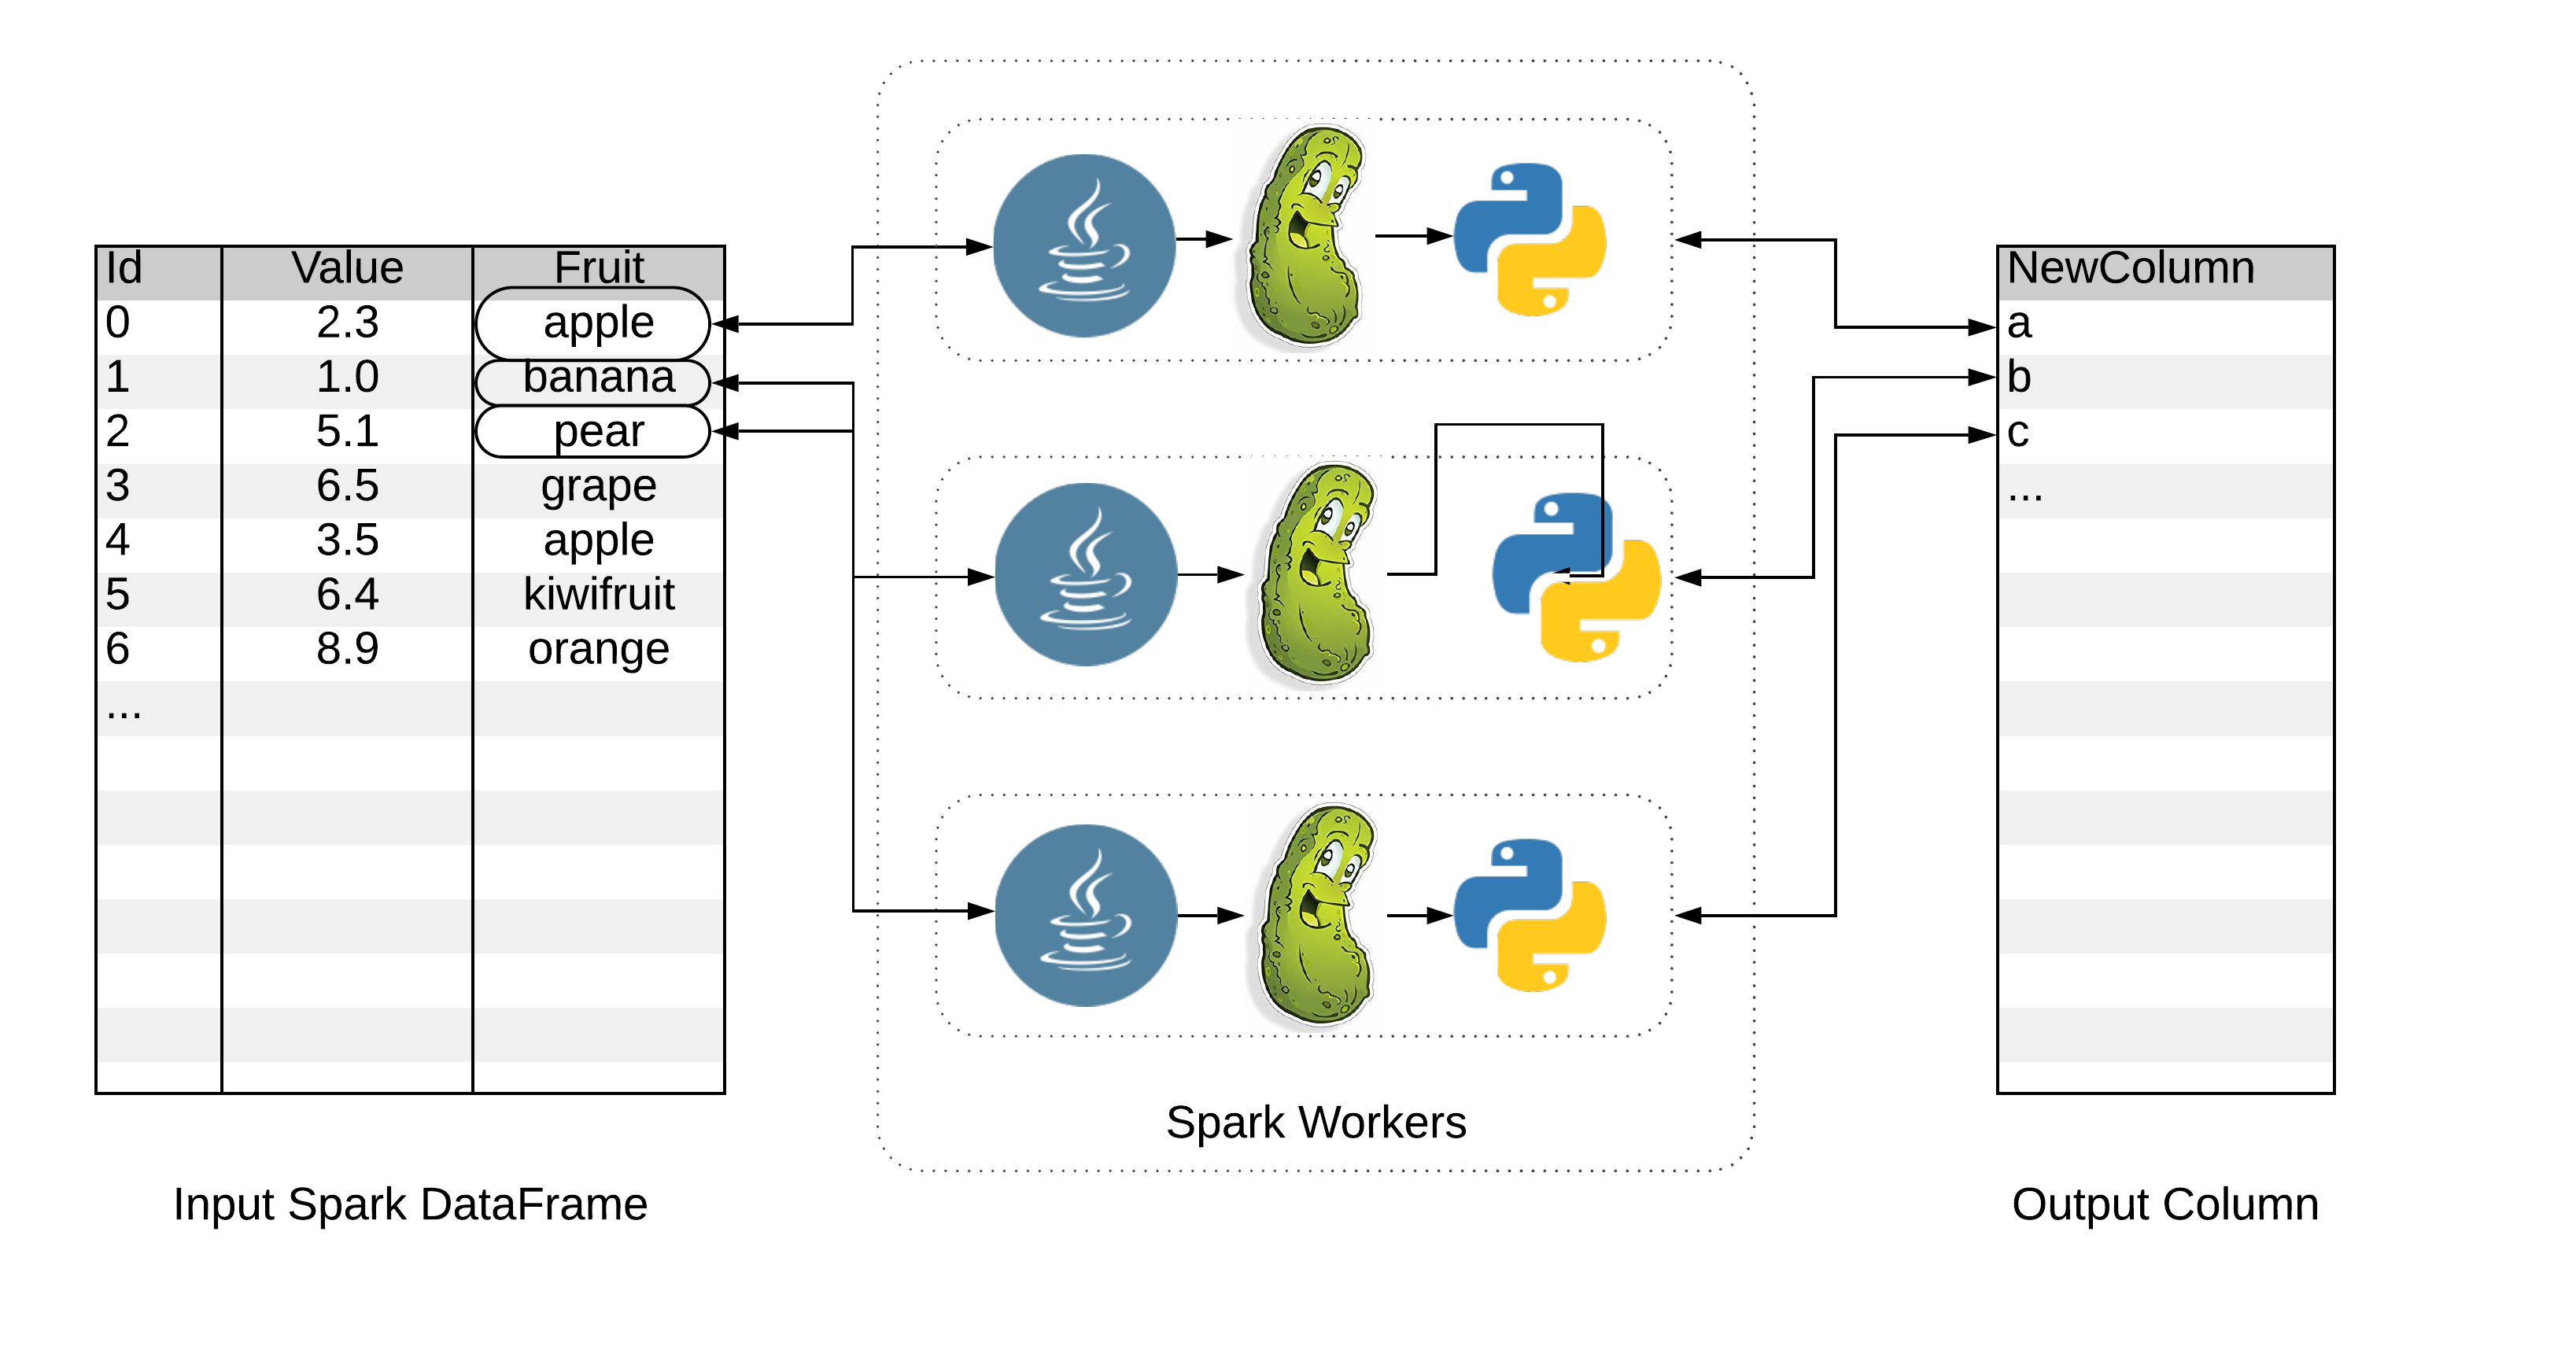 Id Value Fruit
0 2.3 apple
1 1.0 banana
2 5.1 pear
3 6.5 grape
4 3.5 apple
5 6.4 kiwifruit
6 8.9 orange
...
Input Spark DataFrame
Spark Workers
NewColumn
a
b
c
...
Output Column